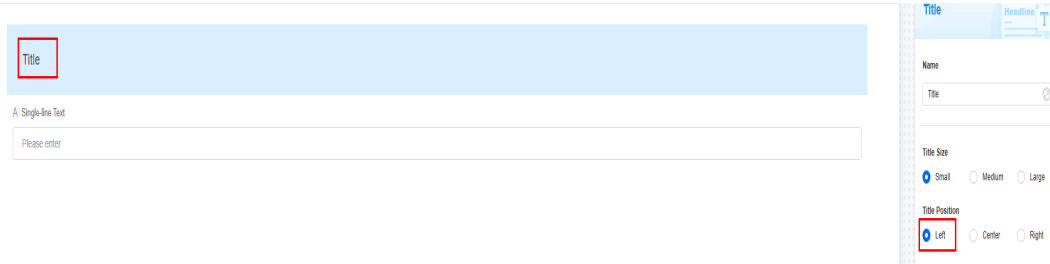 Title
A Single-line Text
Please enter
Title
Headline T
Name
Title
Title Size
Small Medium Large
Title Position
Left Center Right